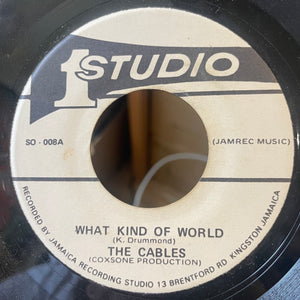 1 STUDIO
SO - 008A
(JAMREC MUSIC)
WHAT KIND OF WORLD
(K. Drummond)
THE CABLES
(COXSONE PRODUCTION)
RECORDED BY JAMAICA RECORDING STUDIO 13 BRENTFORD RD KINGSTON JAMAICA